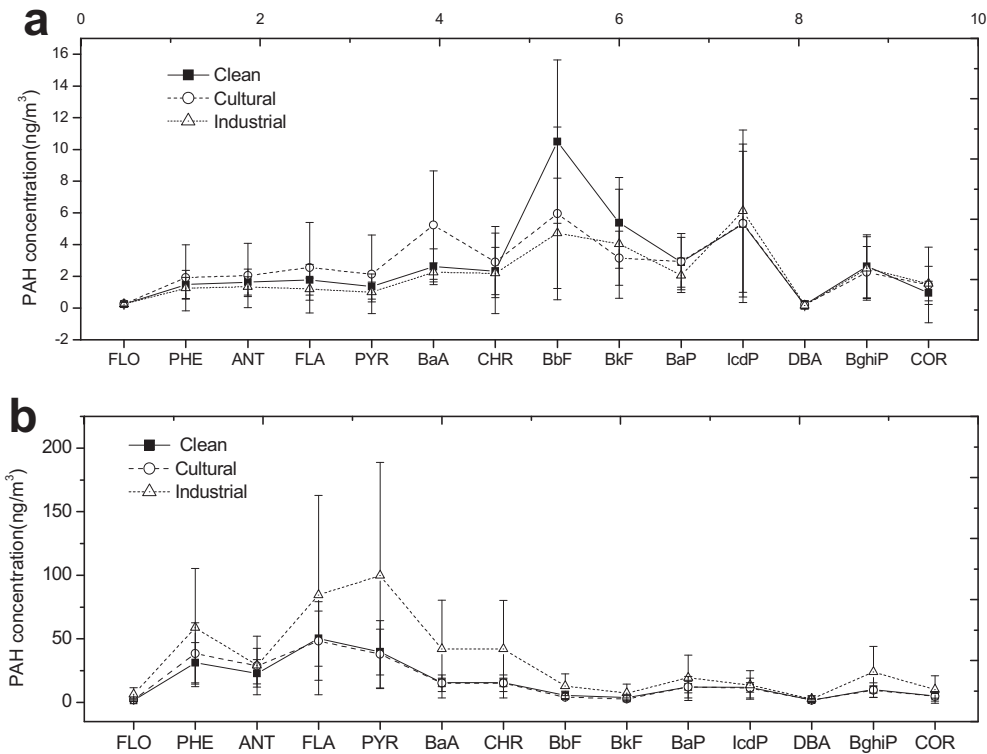 a
0 2 4 6 8 10
16
14
12
10
8
6
4
2
0
-2
PAH concentration(ng/m³)
Clean
Cultural
Industrial
FLO PHE ANT FLA PYR BaA CHR BbF BkF BaP IcdP DBA BghiP COR
b
200
150
100
50
0
PAH concentration(ng/m³)
Clean
Cultural
Industrial
FLO PHE ANT FLA PYR BaA CHR BbF BkF BaP IcdP DBA BghiP COR